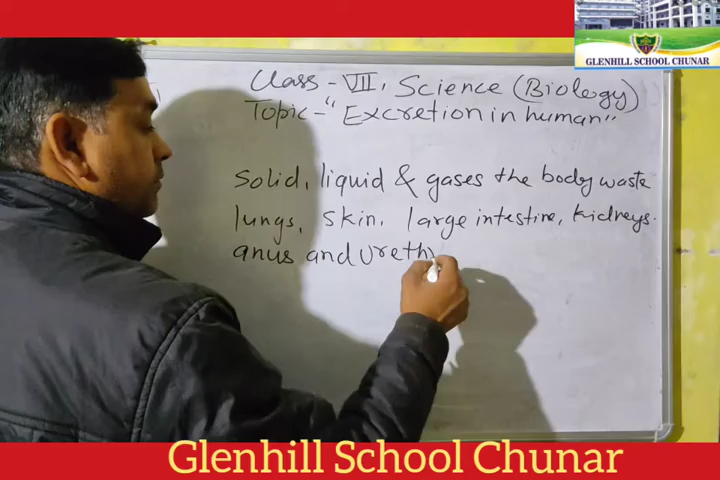 GLENHILL SCHOOL CHUNAR
Class - VII, Science (Biology)
Topic - "Excretion in human"
Solid, liquid & gases the body waste
lungs, skin, large intestine, kidneys.
anus and Ureth
Glenhill School Chunar